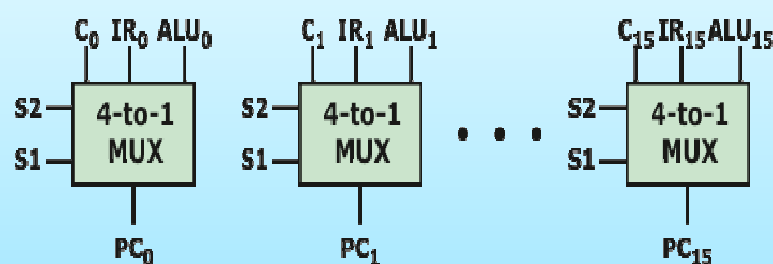 C₀ IR₀ ALU₀ C₁ IR₁ ALU₁ C₁₅ IR₁₅ ALU₁₅
S2 4-to-1 S2 4-to-1 S2 4-to-1
S1 MUX S1 MUX • • • S1 MUX
PC₀ PC₁ PC₁₅